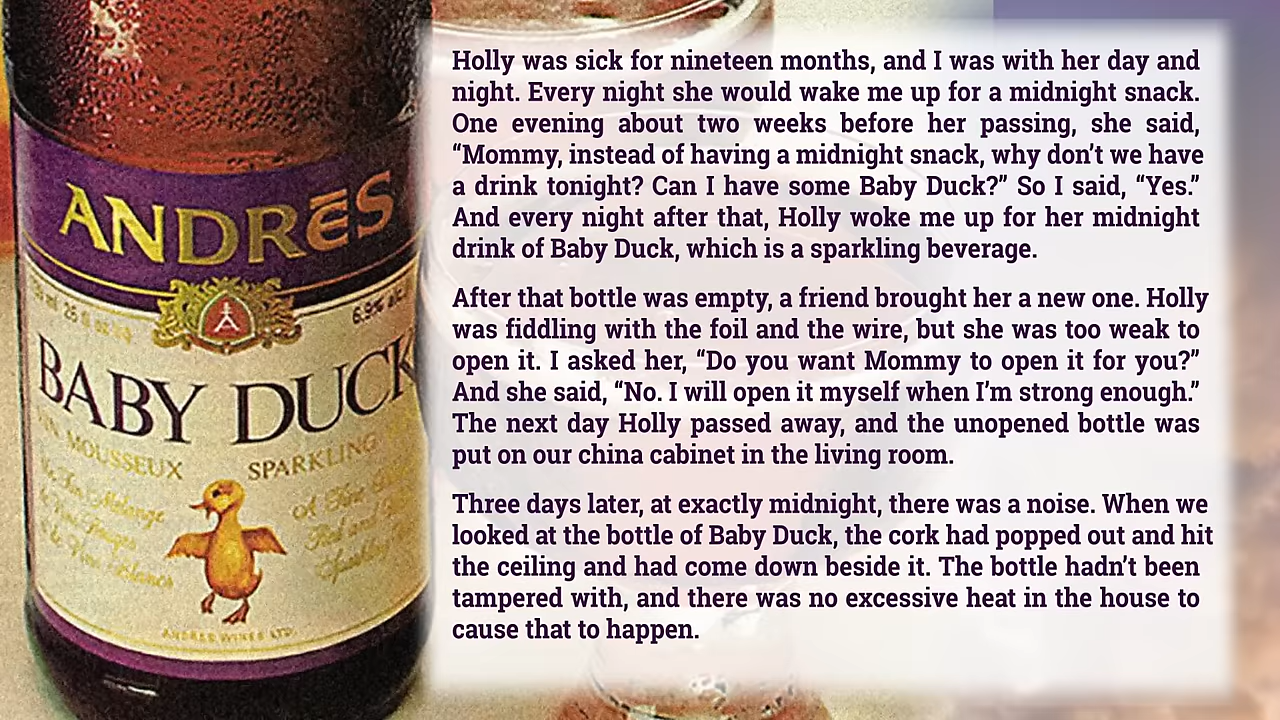 ANDRēS
6.9% alc.
BABY DUCK
MOUSSEUX
SPARKLING
ANDRES WINES LTD.
Holly was sick for nineteen months, and I was with her day and
night. Every night she would wake me up for a midnight snack.
One evening about two weeks before her passing, she said,
“Mommy, instead of having a midnight snack, why don’t we have
a drink tonight? Can I have some Baby Duck?” So I said, “Yes.”
And every night after that, Holly woke me up for her midnight
drink of Baby Duck, which is a sparkling beverage.
After that bottle was empty, a friend brought her a new one. Holly
was fiddling with the foil and the wire, but she was too weak to
open it. I asked her, “Do you want Mommy to open it for you?”
And she said, “No. I will open it myself when I’m strong enough.”
The next day Holly passed away, and the unopened bottle was
put on our china cabinet in the living room.
Three days later, at exactly midnight, there was a noise. When we
looked at the bottle of Baby Duck, the cork had popped out and hit
the ceiling and had come down beside it. The bottle hadn’t been
tampered with, and there was no excessive heat in the house to
cause that to happen.